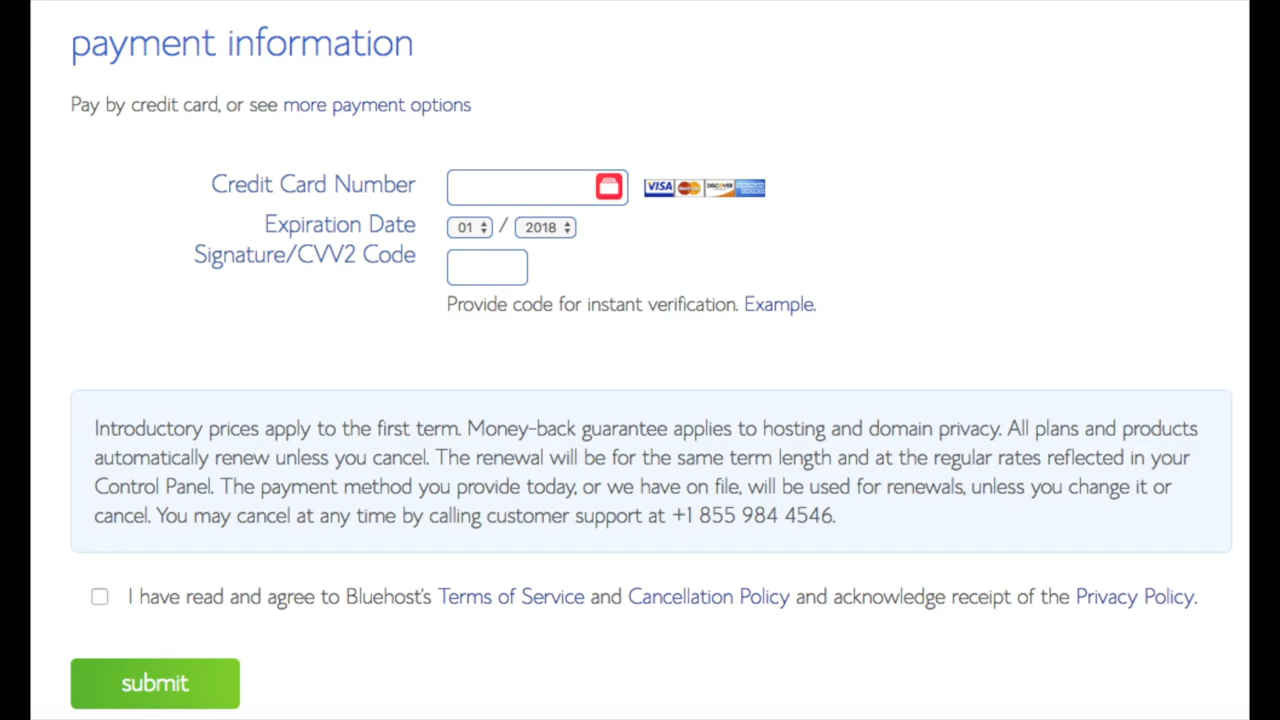 payment information
Pay by credit card, or see more payment options
Credit Card Number
VISA MasterCard DISCOVER AMERICAN EXPRESS
Expiration Date 01 / 2018
Signature/CVV2 Code
Provide code for instant verification. Example.
Introductory prices apply to the first term. Money-back guarantee applies to hosting and domain privacy. All plans and products
automatically renew unless you cancel. The renewal will be for the same term length and at the regular rates reflected in your
Control Panel. The payment method you provide today, or we have on file, will be used for renewals, unless you change it or
cancel. You may cancel at any time by calling customer support at +1 855 984 4546.
I have read and agree to Bluehost's Terms of Service and Cancellation Policy and acknowledge receipt of the Privacy Policy.
submit